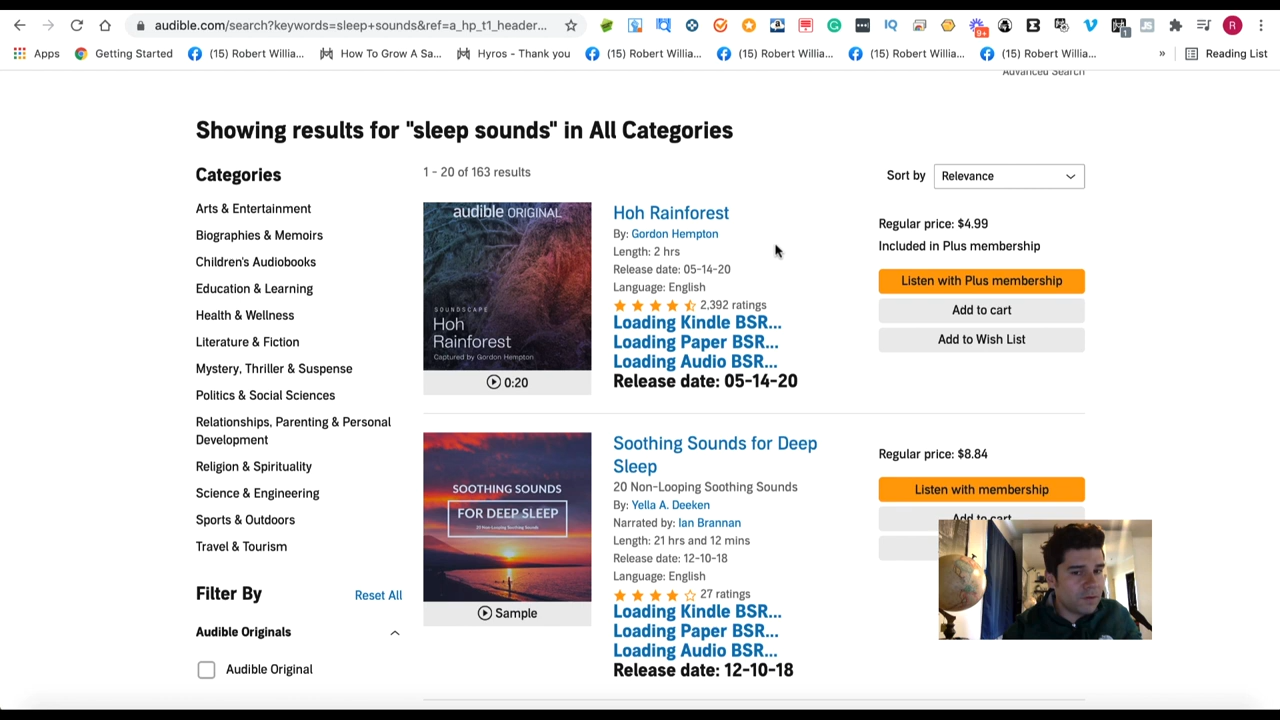 audible.com/search?keywords=sleep+sounds&ref=a_hp_t1_header...
9+
1
R
Apps
Getting Started
(15) Robert Willia...
How To Grow A Sa...
Hyros - Thank you
(15) Robert Willia...
(15) Robert Willia...
(15) Robert Willia...
(15) Robert Willia...
»
Reading List
Advanced Search
Showing results for "sleep sounds" in All Categories
Categories
Arts & Entertainment
Biographies & Memoirs
Children's Audiobooks
Education & Learning
Health & Wellness
Literature & Fiction
Mystery, Thriller & Suspense
Politics & Social Sciences
Relationships, Parenting & Personal
Development
Religion & Spirituality
Science & Engineering
Sports & Outdoors
Travel & Tourism
Filter By
Reset All
Audible Originals
Audible Original
1 - 20 of 163 results
Sort by
Relevance
audible ORIGINAL
SOUNDSCAPE
Hoh
Rainforest
Captured by Gordon Hempton
0:20
Hoh Rainforest
By: Gordon Hempton
Length: 2 hrs
Release date: 05-14-20
Language: English
2,392 ratings
Loading Kindle BSR...
Loading Paper BSR...
Loading Audio BSR...
Release date: 05-14-20
Regular price: $4.99
Included in Plus membership
Listen with Plus membership
Add to cart
Add to Wish List
SOOTHING SOUNDS
FOR DEEP SLEEP
20 Non-Looping Soothing Sounds
Sample
Soothing Sounds for Deep
Sleep
20 Non-Looping Soothing Sounds
By: Yella A. Deeken
Narrated by: Ian Brannan
Length: 21 hrs and 12 mins
Release date: 12-10-18
Language: English
27 ratings
Loading Kindle BSR...
Loading Paper BSR...
Loading Audio BSR...
Release date: 12-10-18
Regular price: $8.84
Listen with membership
Add to cart